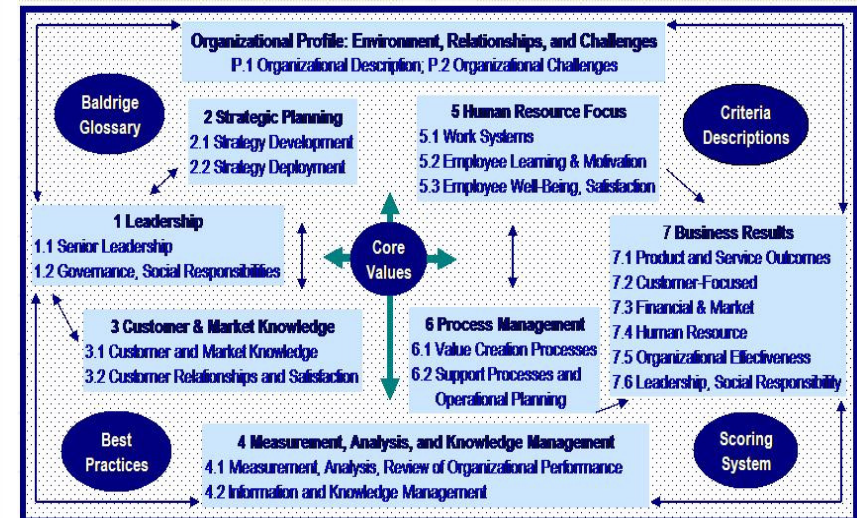 Organizational Profile: Environment, Relationships, and Challenges
P.1 Organizational Description; P.2 Organizational Challenges
Baldrige
Glossary
2 Strategic Planning
2.1 Strategy Development
2.2 Strategy Deployment
5 Human Resource Focus
5.1 Work Systems
5.2 Employee Learning & Motivation
5.3 Employee Well-Being, Satisfaction
Criteria
Descriptions
1 Leadership
1.1 Senior Leadership
1.2 Governance, Social Responsibilities
Core
Values
7 Business Results
7.1 Product and Service Outcomes
7.2 Customer-Focused
7.3 Financial & Market
7.4 Human Resource
7.5 Organizational Effectiveness
7.6 Leadership, Social Responsibility
3 Customer & Market Knowledge
3.1 Customer and Market Knowledge
3.2 Customer Relationships and Satisfaction
6 Process Management
6.1 Value Creation Processes
6.2 Support Processes and
Operational Planning
Best
Practices
4 Measurement, Analysis, and Knowledge Management
4.1 Measurement, Analysis, Review of Organizational Performance
4.2 Information and Knowledge Management
Scoring
System